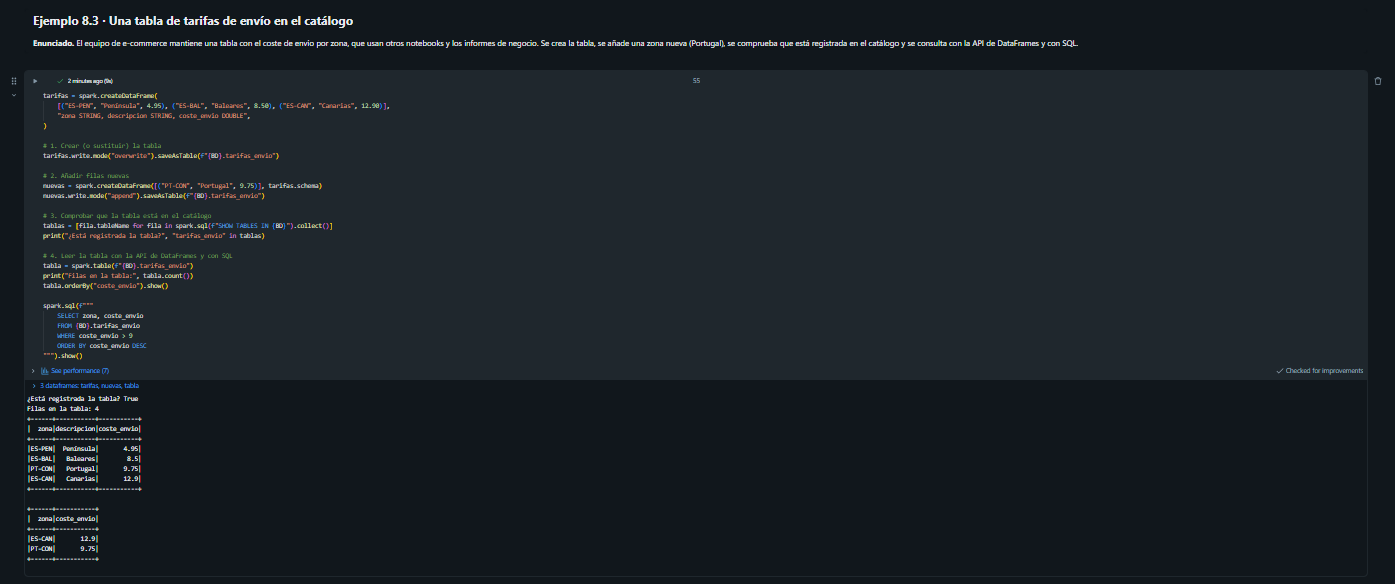 Ejemplo 8.3 · Una tabla de tarifas de envío en el catálogo
Enunciado. El equipo de e-commerce mantiene una tabla con el coste de envío por zona, que usan otros notebooks y los informes de negocio. Se crea la tabla, se añade una zona nueva (Portugal), se comprueba que está registrada en el catálogo y se consulta con la API de DataFrames y con SQL.
2 minutes ago (9s)
55
tarifas = spark.createDataFrame(
    [("ES-PEN", "Península", 4.95), ("ES-BAL", "Baleares", 8.50), ("ES-CAN", "Canarias", 12.90)],
    "zona STRING, descripcion STRING, coste_envio DOUBLE",
)
# 1. Crear (o sustituir) la tabla
tarifas.write.mode("overwrite").saveAsTable(f"{BD}.tarifas_envio")
# 2. Añadir filas nuevas
nuevas = spark.createDataFrame([("PT-CON", "Portugal", 9.75)], tarifas.schema)
nuevas.write.mode("append").saveAsTable(f"{BD}.tarifas_envio")
# 3. Comprobar que la tabla está en el catálogo
tablas = [fila.tableName for fila in spark.sql(f"SHOW TABLES IN {BD}").collect()]
print("¿Está registrada la tabla?", "tarifas_envio" in tablas)
# 4. Leer la tabla con la API de DataFrames y con SQL
tabla = spark.table(f"{BD}.tarifas_envio")
print("Filas en la tabla:", tabla.count())
tabla.orderBy("coste_envio").show()
spark.sql(f"""
    SELECT zona, coste_envio
    FROM {BD}.tarifas_envio
    WHERE coste_envio > 9
    ORDER BY coste_envio DESC
""").show()
See performance (7)
Checked for improvements
3 dataframes: tarifas, nuevas, tabla
¿Está registrada la tabla? True
Filas en la tabla: 4
+------+-----------+-----------+
|  zona|descripcion|coste_envio|
+------+-----------+-----------+
|ES-PEN|  Península|       4.95|
|ES-BAL|   Baleares|        8.5|
|PT-CON|   Portugal|       9.75|
|ES-CAN|   Canarias|       12.9|
+------+-----------+-----------+
+------+-----------+
|  zona|coste_envio|
+------+-----------+
|ES-CAN|       12.9|
|PT-CON|       9.75|
+------+-----------+